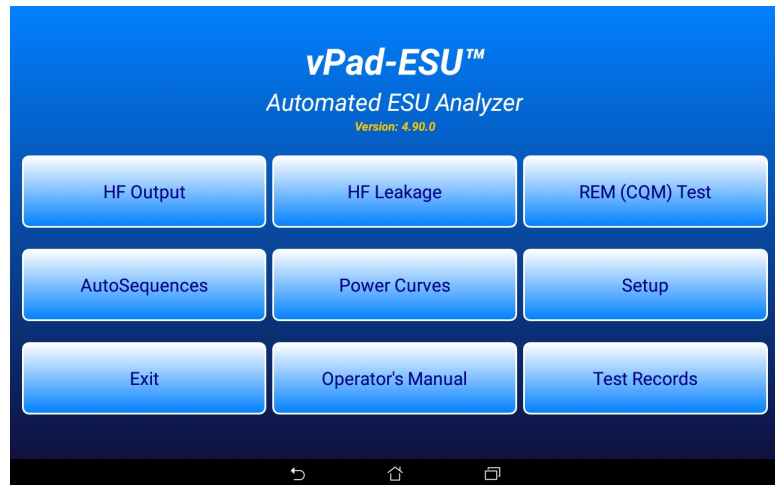 vPad-ESU™
Automated ESU Analyzer
Version: 4.90.0
HF Output
HF Leakage
REM (CQM) Test
AutoSequences
Power Curves
Setup
Exit
Operator's Manual
Test Records